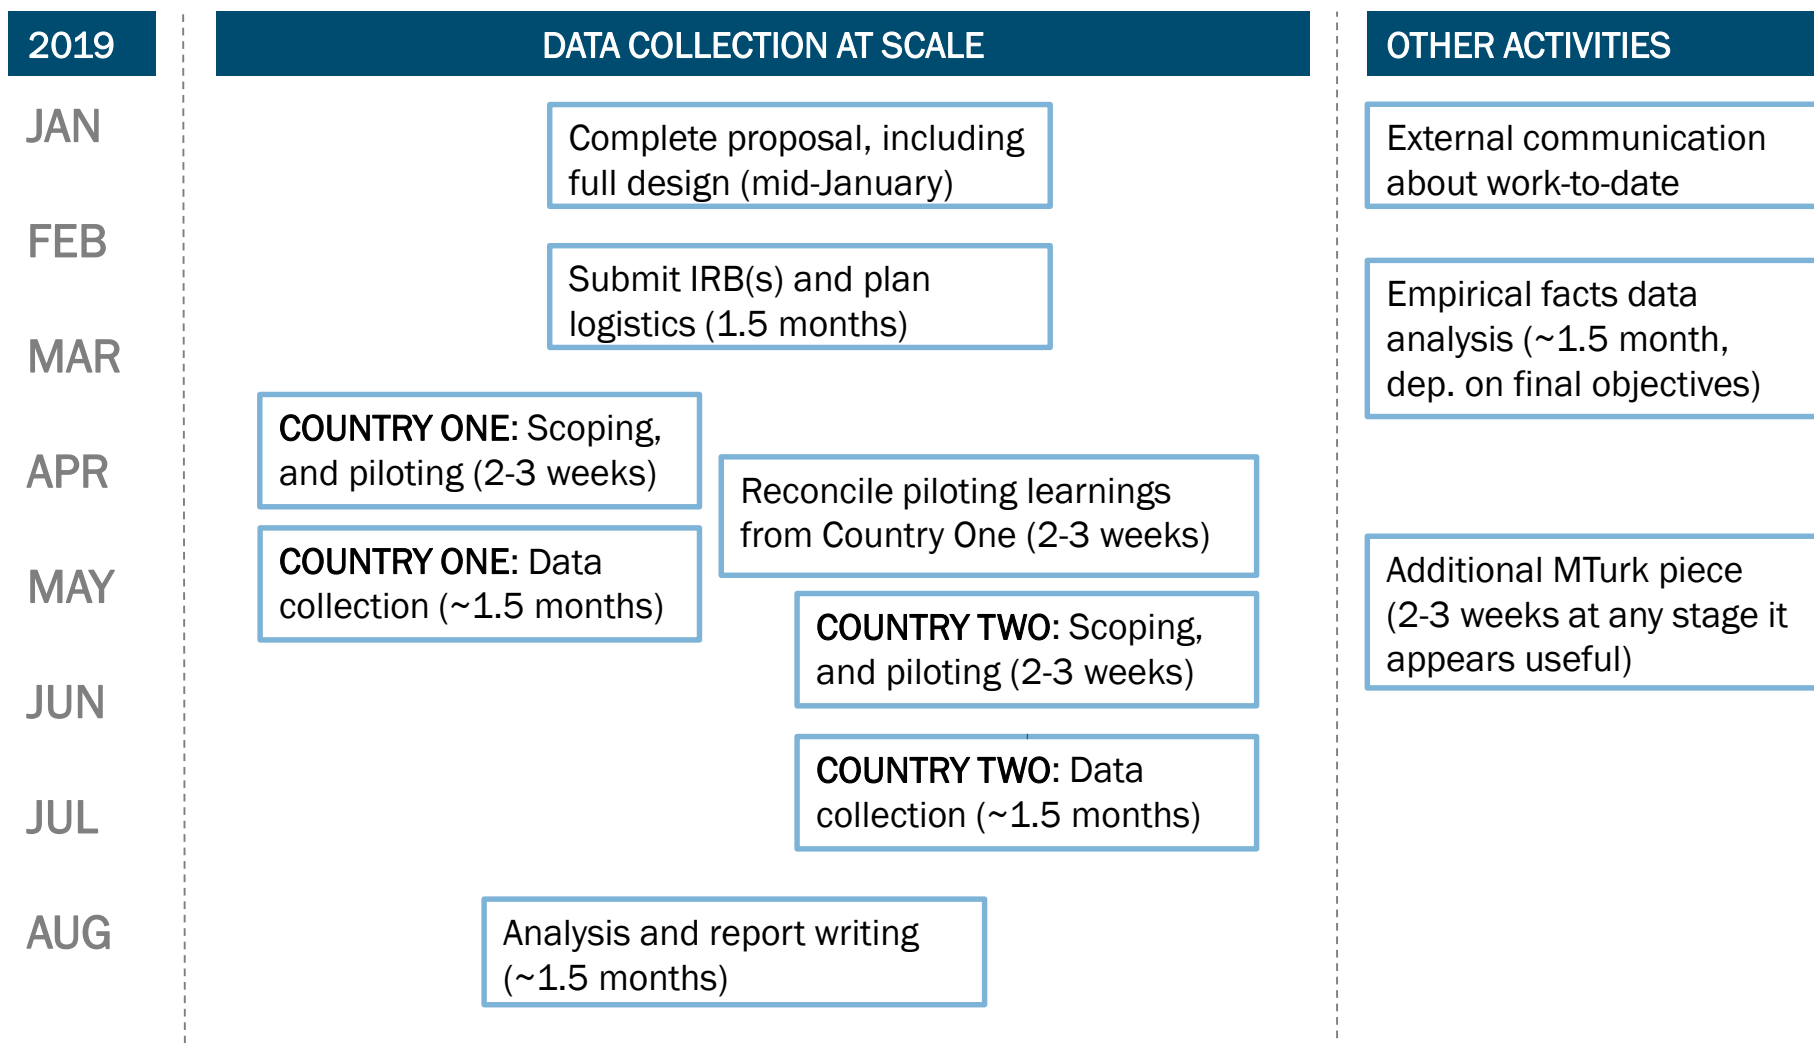 2019
DATA COLLECTION AT SCALE
OTHER ACTIVITIES
JAN
Complete proposal, including
full design (mid-January)
External communication
about work-to-date
FEB
Submit IRB(s) and plan
logistics (1.5 months)
Empirical facts data
analysis (~1.5 month,
dep. on final objectives)
MAR
COUNTRY ONE: Scoping,
and piloting (2-3 weeks)
APR
Reconcile piloting learnings
from Country One (2-3 weeks)
COUNTRY ONE: Data
collection (~1.5 months)
MAY
Additional MTurk piece
(2-3 weeks at any stage it
appears useful)
COUNTRY TWO: Scoping,
and piloting (2-3 weeks)
JUN
COUNTRY TWO: Data
collection (~1.5 months)
JUL
AUG
Analysis and report writing
(~1.5 months)